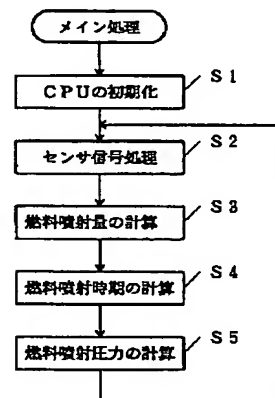 メイン処理
CPUの初期化
S1
センサ信号処理
S2
燃料噴射量の計算
S3
燃料噴射時期の計算
S4
燃料噴射圧力の計算
S5